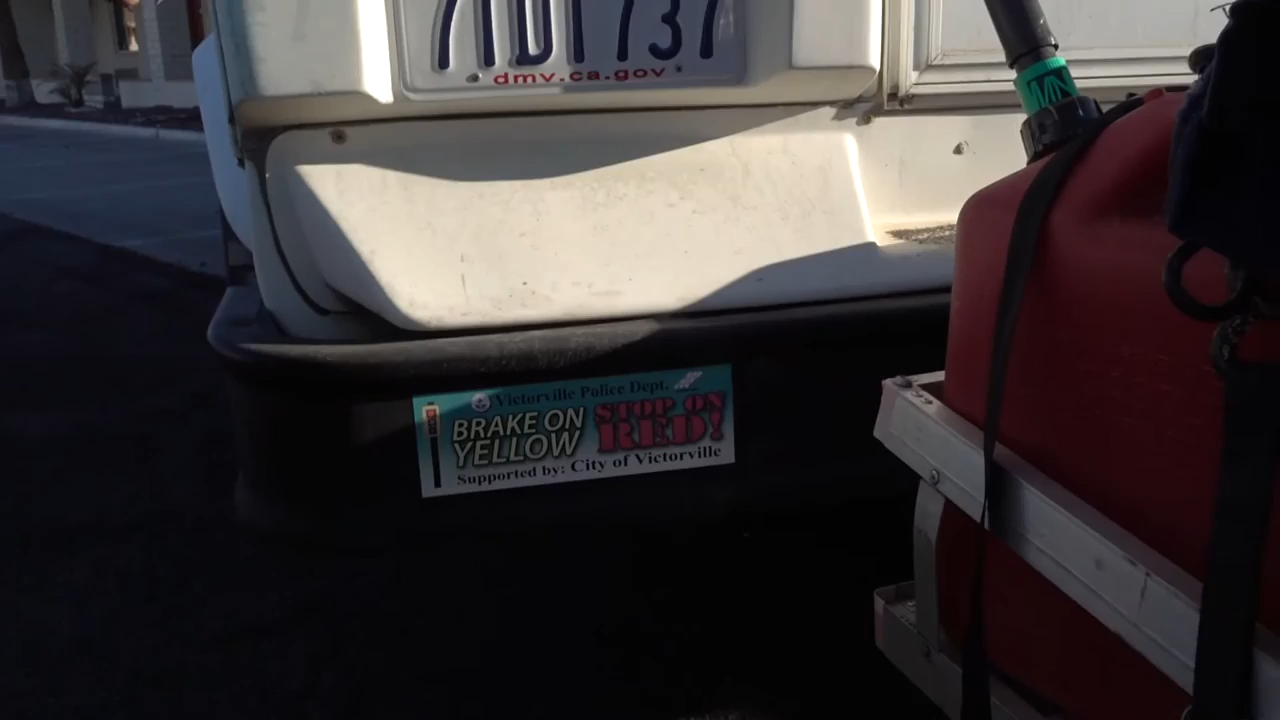 dmv.ca.gov
Victorville Police Dept.
BRAKE ON
YELLOW
STOP ON
RED!
Supported by: City of Victorville